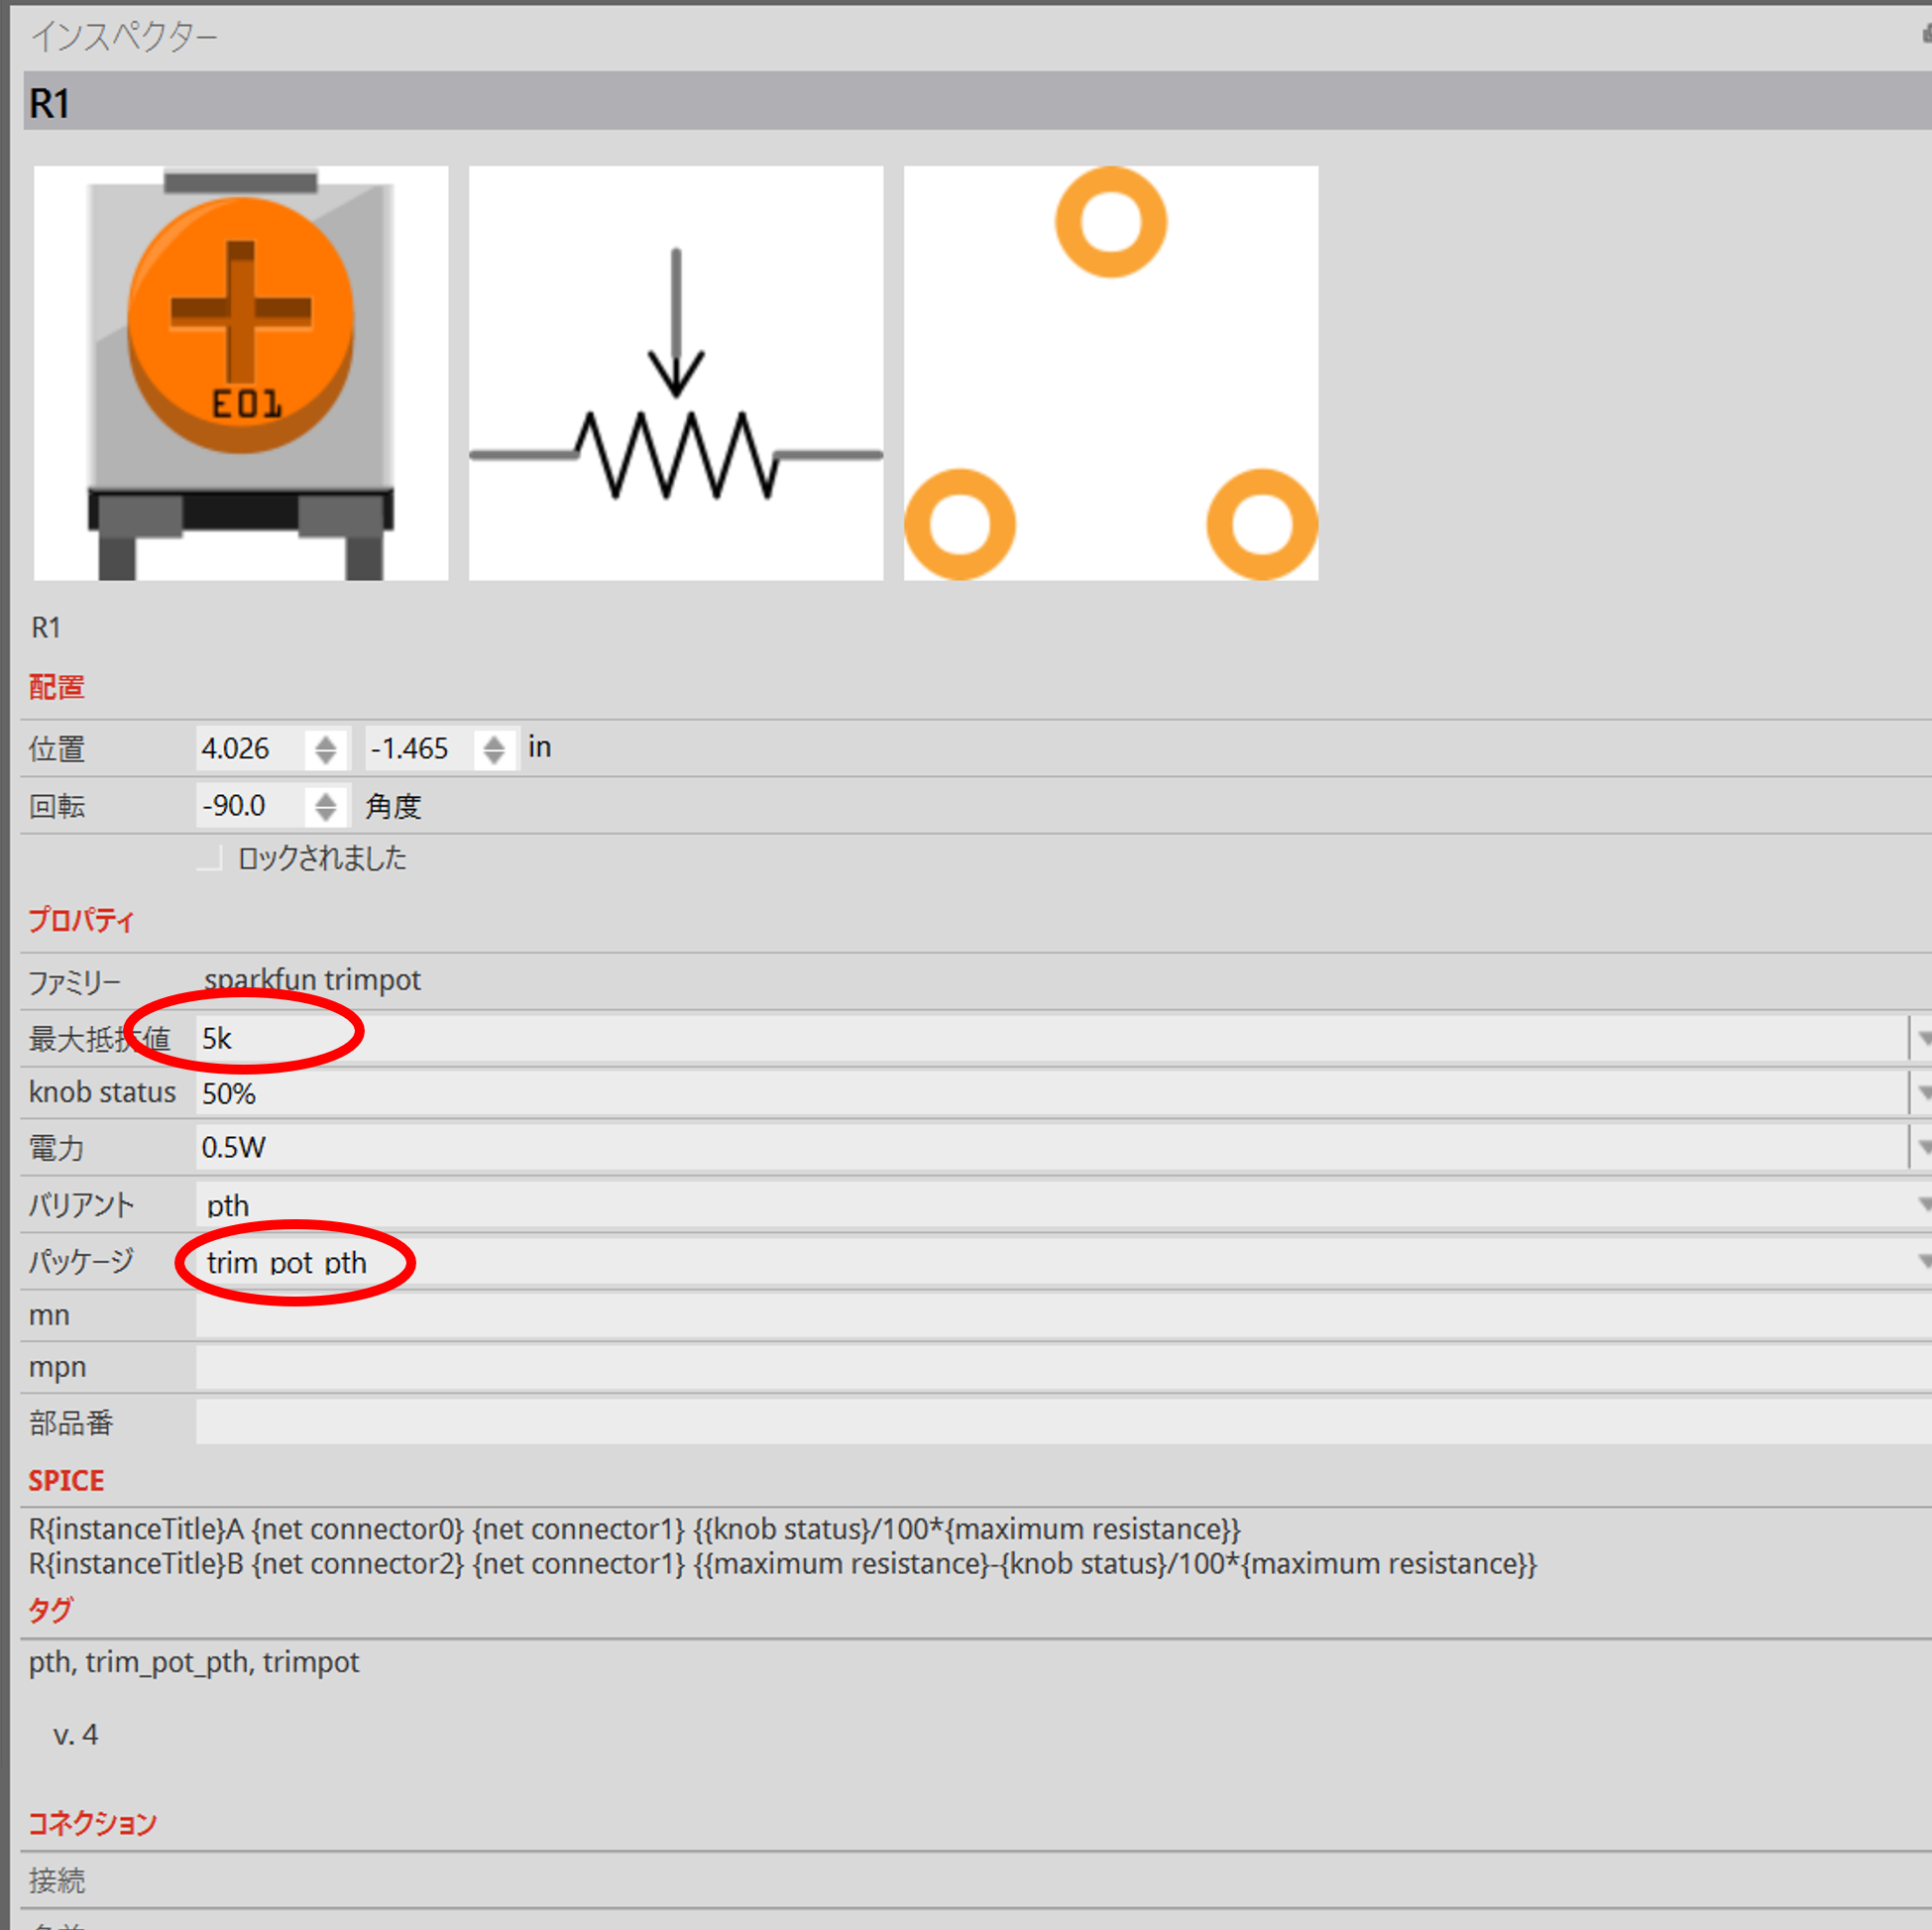 インスペクター
R1
E01
R1
配置
位置 4.026 -1.465 in
回転 -90.0 角度
ロックされました
プロパティ
ファミリー sparkfun trimpot
最大抵抗値 5k
knob status 50%
電力 0.5W
バリアント pth
パッケージ trim_pot_pth
mn
mpn
部品番
SPICE
R{instanceTitle}A {net connector0} {net connector1} {{knob status}/100*{maximum resistance}}
R{instanceTitle}B {net connector2} {net connector1} {{maximum resistance}-{knob status}/100*{maximum resistance}}
タグ
pth, trim_pot_pth, trimpot
v. 4
コネクション
接続